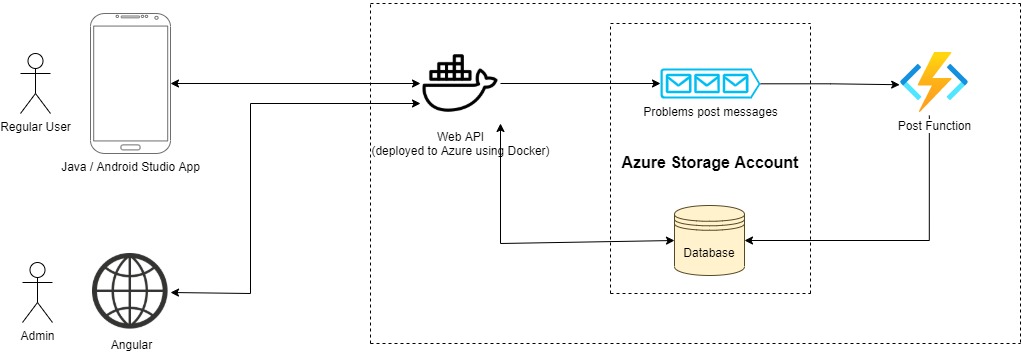 Regular User
Java / Android Studio App
Web API
(deployed to Azure using Docker)
Problems post messages
Post Function
Azure Storage Account
Database
Admin
Angular